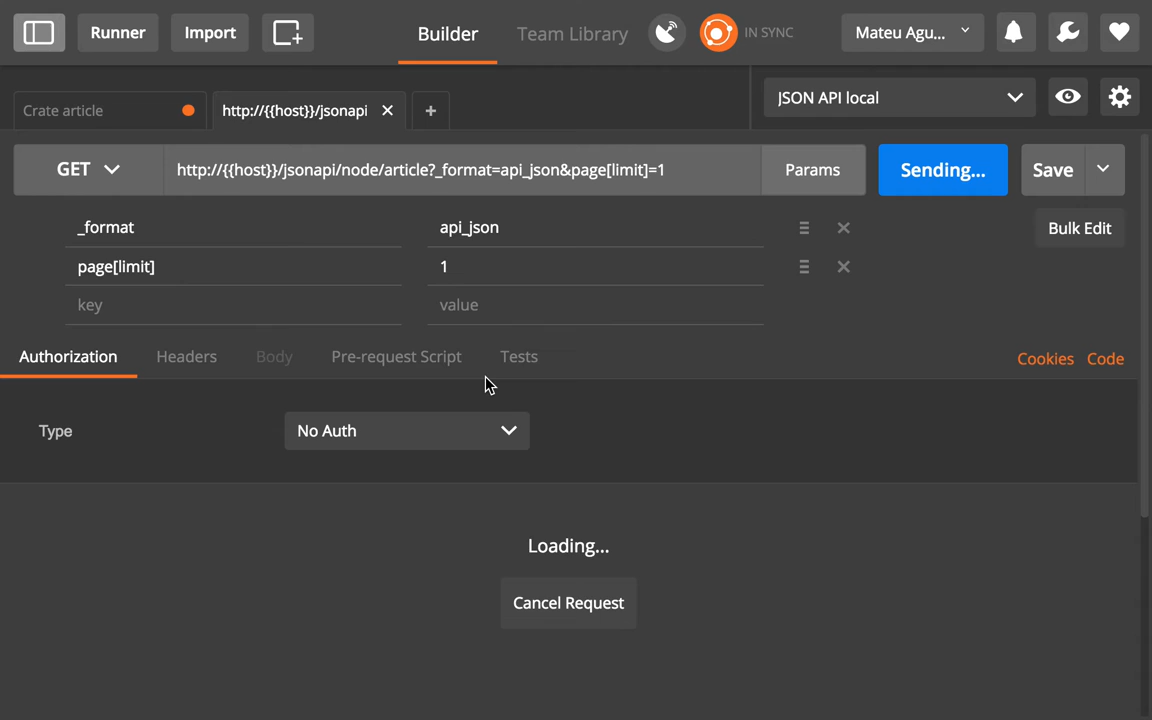 Runner
Import
Builder
Team Library
IN SYNC
Mateu Agu...
Crate article
http://{{host}}/jsonapi
JSON API local
GET
http://{{host}}/jsonapi/node/article?_format=api_json&page[limit]=1
Params
Sending...
Save
_format
api_json
Bulk Edit
page[limit]
1
key
value
Authorization
Headers
Body
Pre-request Script
Tests
Cookies
Code
Type
No Auth
Loading...
Cancel Request